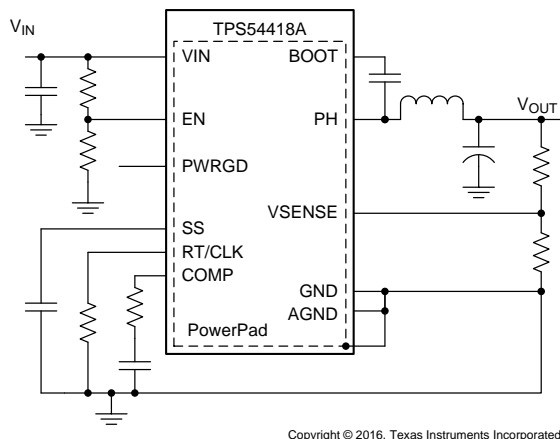 TPS54418A
VIN
VIN
BOOT
EN
PH
VOUT
PWRGD
VSENSE
SS
RT/CLK
COMP
GND
AGND
PowerPad
Copyright © 2016, Texas Instruments Incorporated